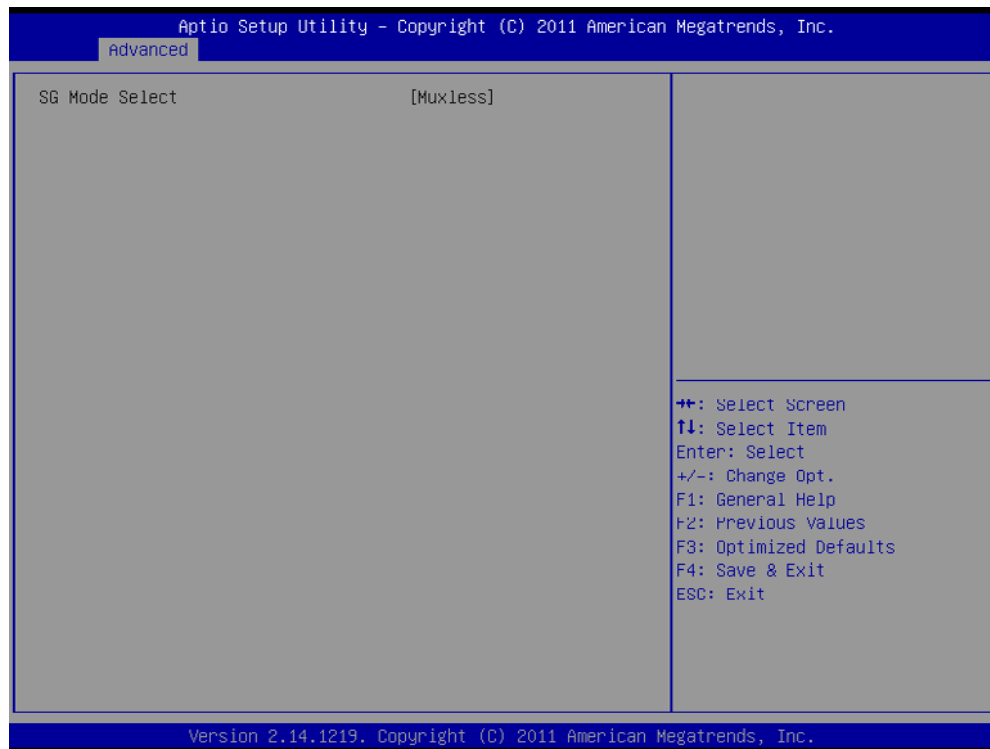 Aptio Setup Utility – Copyright (C) 2011 American Megatrends, Inc.
Advanced
SG Mode Select [Muxless]
→←: Select Screen
↑↓: Select Item
Enter: Select
+/-: Change Opt.
F1: General Help
F2: Previous Values
F3: Optimized Defaults
F4: Save & Exit
ESC: Exit
Version 2.14.1219. Copyright (C) 2011 American Megatrends, Inc.